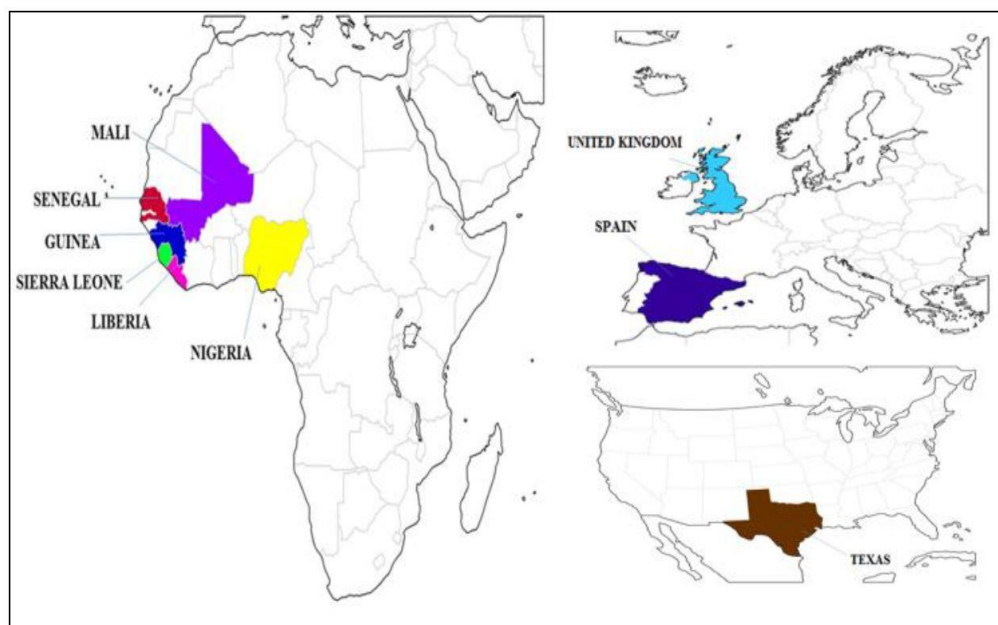 MALI
SENEGAL
GUINEA
SIERRA LEONE
LIBERIA
NIGERIA
UNITED KINGDOM
SPAIN
TEXAS